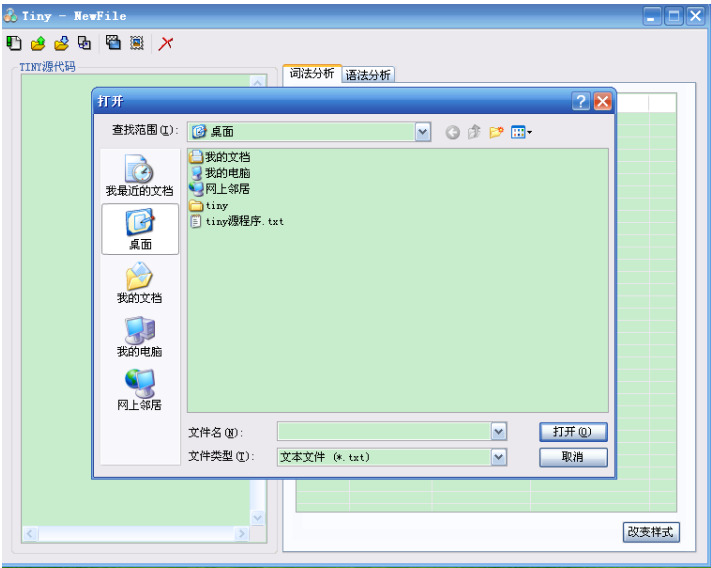 Tiny - NewFile
TINY源代码
词法分析
语法分析
打开
查找范围(I):
桌面
我最近的文档
桌面
我的文档
我的电脑
网上邻居
我的文档
我的电脑
网上邻居
tiny
tiny源程序.txt
文件名(N):
打开(O)
文件类型(T):
文本文件 (*.txt)
取消
改变样式